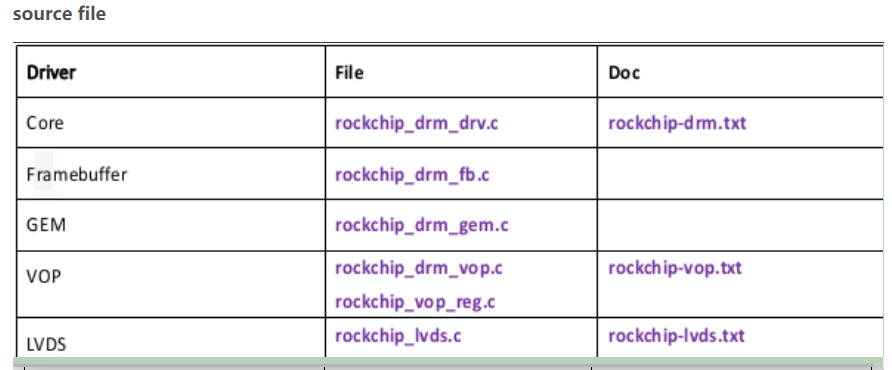 source file
Driver File Doc
Core rockchip_drm_drv.c rockchip-drm.txt
Framebuffer rockchip_drm_fb.c
GEM rockchip_drm_gem.c
VOP rockchip_drm_vop.c rockchip-vop.txt
rockchip_vop_reg.c
LVDS rockchip_lvds.c rockchip-lvds.txt